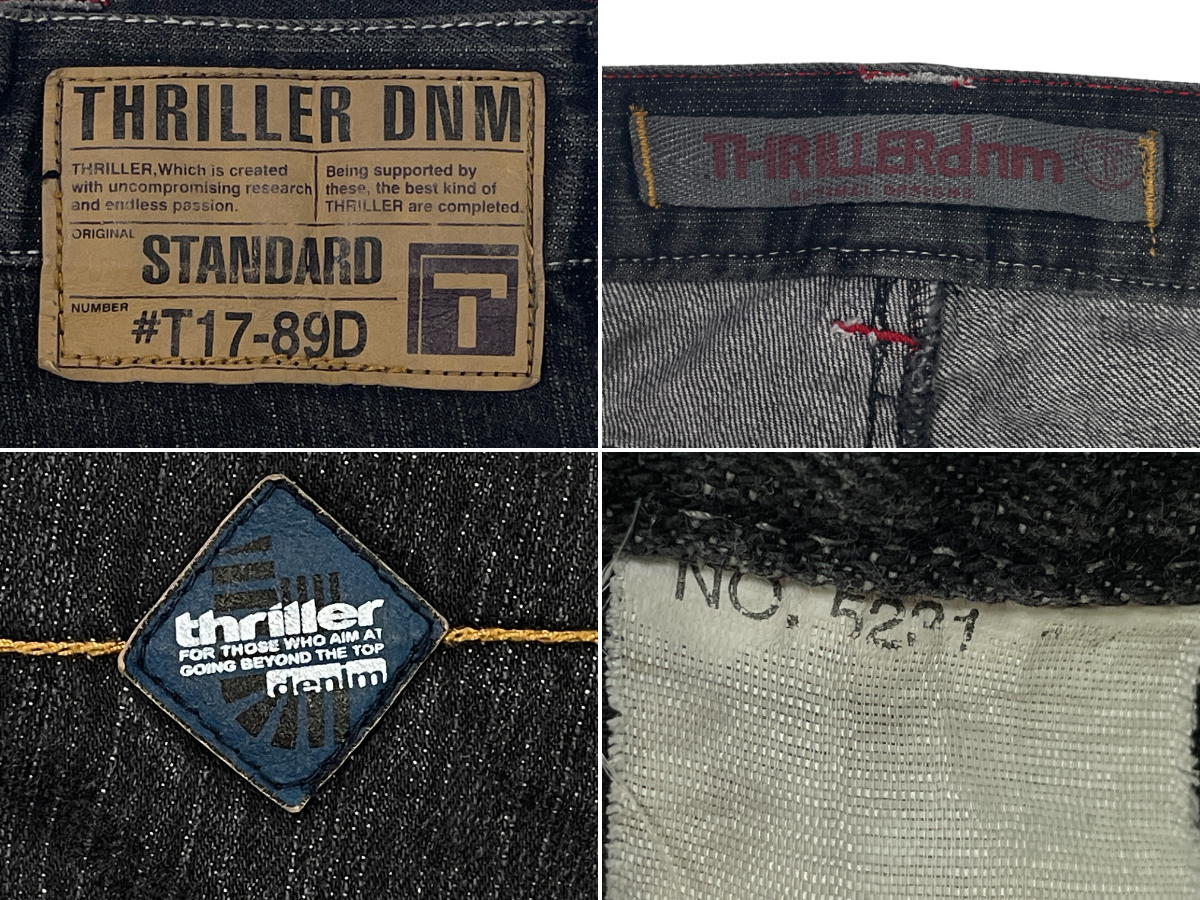 THRILLER DNM
THRILLER,Which is created
with uncompromising research
and endless passion.
Being supported by
these, the best kind of
THRILLER are completed.
ORIGINAL
STANDARD
NUMBER
#T17-89D
T
THRILLERdnm
thriller
FOR THOSE WHO AIM AT
GOING BEYOND THE TOP
denim
NO. 5231